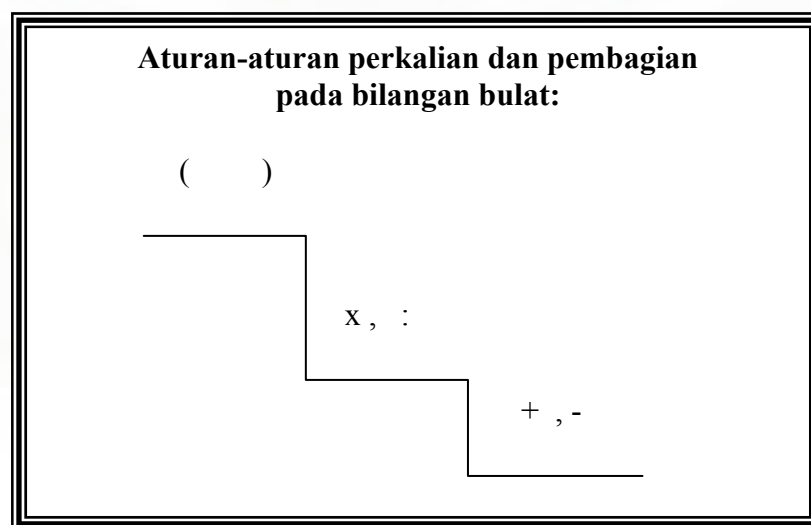 Aturan-aturan perkalian dan pembagian
pada bilangan bulat:
( )
x , :
+ , -